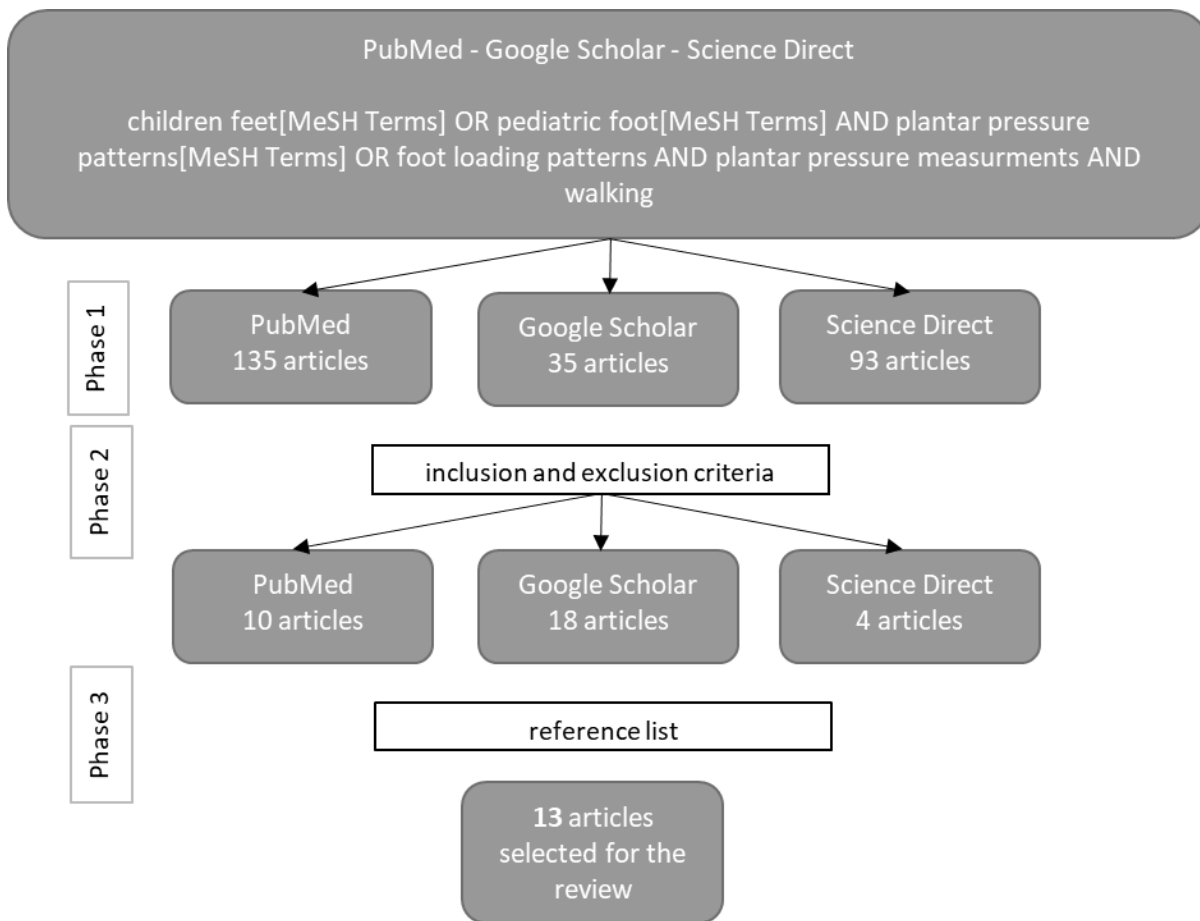 PubMed - Google Scholar - Science Direct
children feet[MeSH Terms] OR pediatric foot[MeSH Terms] AND plantar pressure
patterns[MeSH Terms] OR foot loading patterns AND plantar pressure measurments AND
walking
Phase 1
PubMed
135 articles
Google Scholar
35 articles
Science Direct
93 articles
Phase 2
inclusion and exclusion criteria
PubMed
10 articles
Google Scholar
18 articles
Science Direct
4 articles
Phase 3
reference list
13 articles
selected for the
review